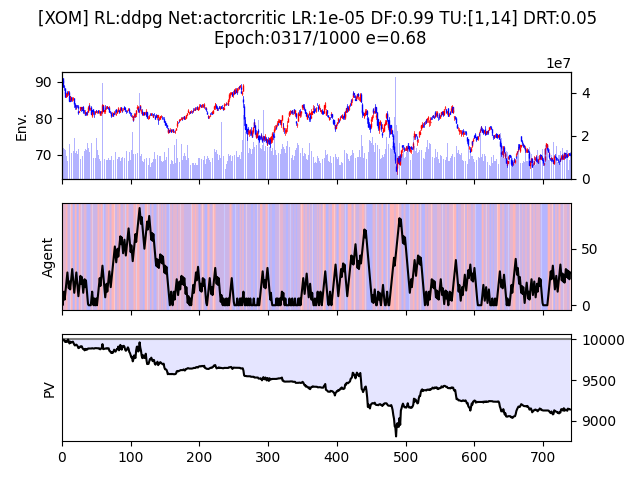 [XOM] RL:ddpg Net:actorcritic LR:1e-05 DF:0.99 TU:[1,14] DRT:0.05
Epoch:0317/1000 e=0.68
1e7
Env.
90
80
70
4
2
0
Agent
50
0
PV
10000
9500
9000
0 100 200 300 400 500 600 700